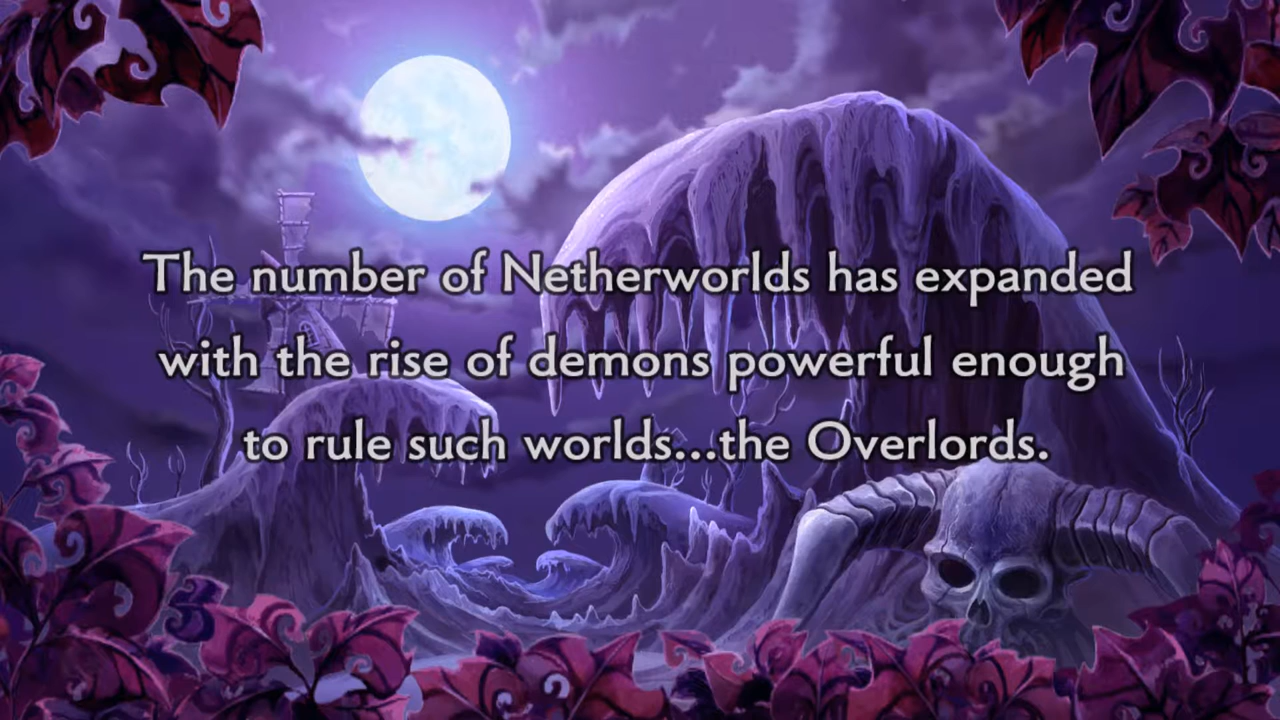 The number of Netherworlds has expanded
with the rise of demons powerful enough
to rule such worlds...the Overlords.